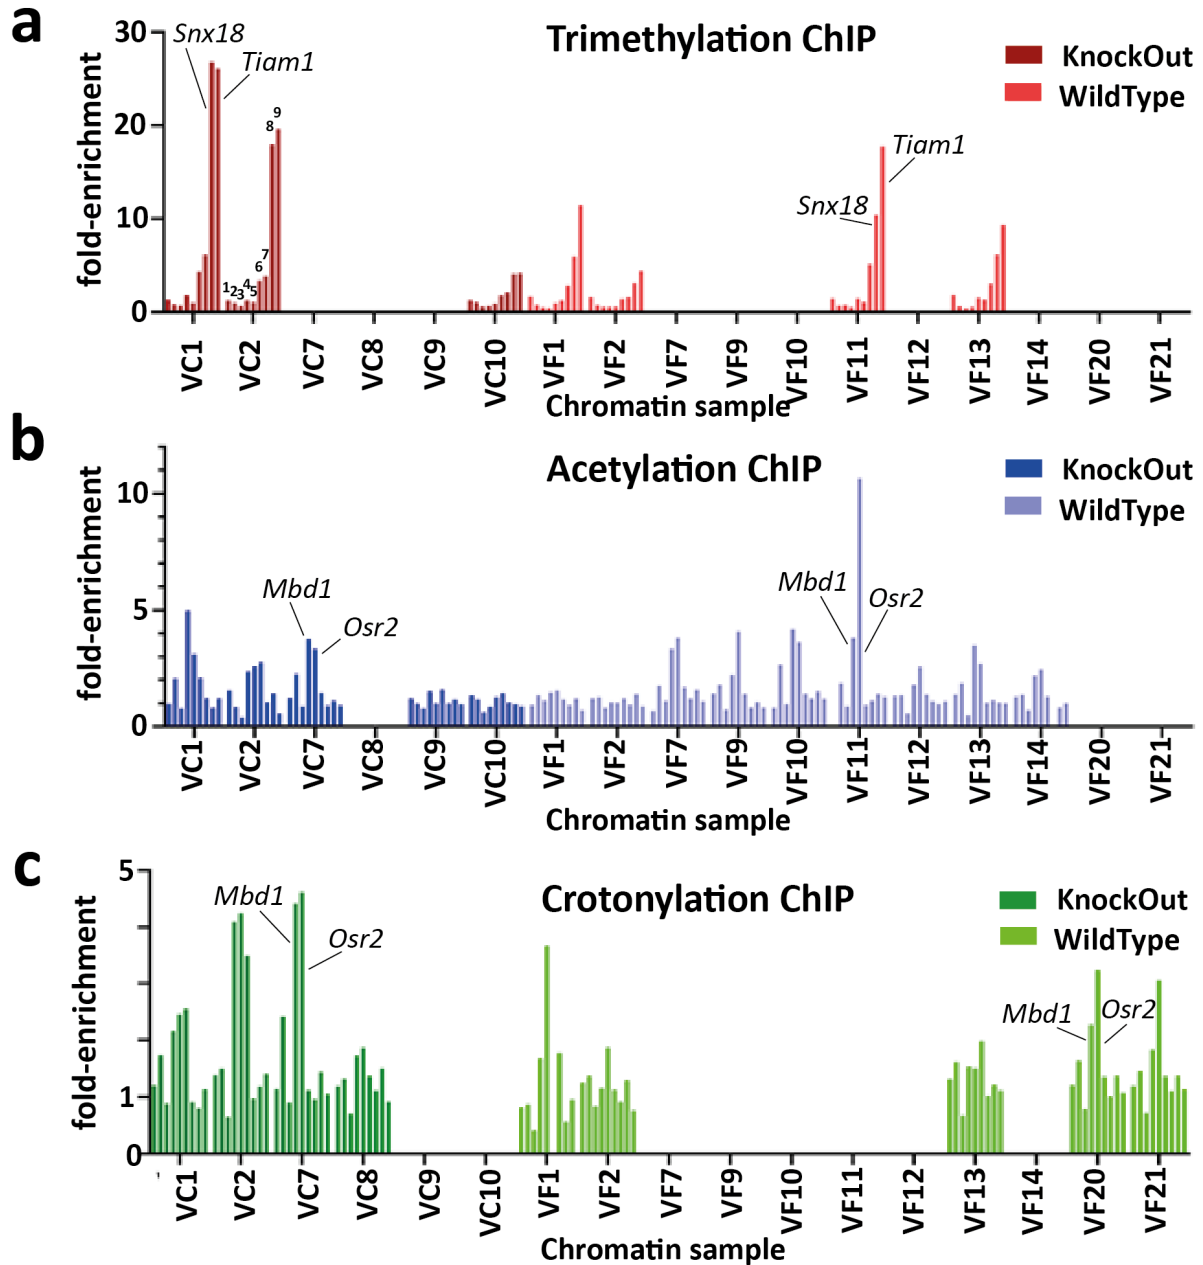 a
Trimethylation ChIP
fold-enrichment
30
20
10
0
Snx18
Tiam1
1 2 3 4 5 6 7 8 9
Snx18
Tiam1
KnockOut
WildType
VC1 VC2 VC7 VC8 VC9 VC10 VF1 VF2 VF7 VF9 VF10 VF11 VF12 VF13 VF14 VF20 VF21
Chromatin sample
b
Acetylation ChIP
fold-enrichment
10
5
0
Mbd1
Osr2
Mbd1
Osr2
KnockOut
WildType
VC1 VC2 VC7 VC8 VC9 VC10 VF1 VF2 VF7 VF9 VF10 VF11 VF12 VF13 VF14 VF20 VF21
Chromatin sample
c
Crotonylation ChIP
fold-enrichment
5
1
0
Mbd1
Osr2
Mbd1
Osr2
KnockOut
WildType
VC1 VC2 VC7 VC8 VC9 VC10 VF1 VF2 VF7 VF9 VF10 VF11 VF12 VF13 VF14 VF20 VF21
Chromatin sample